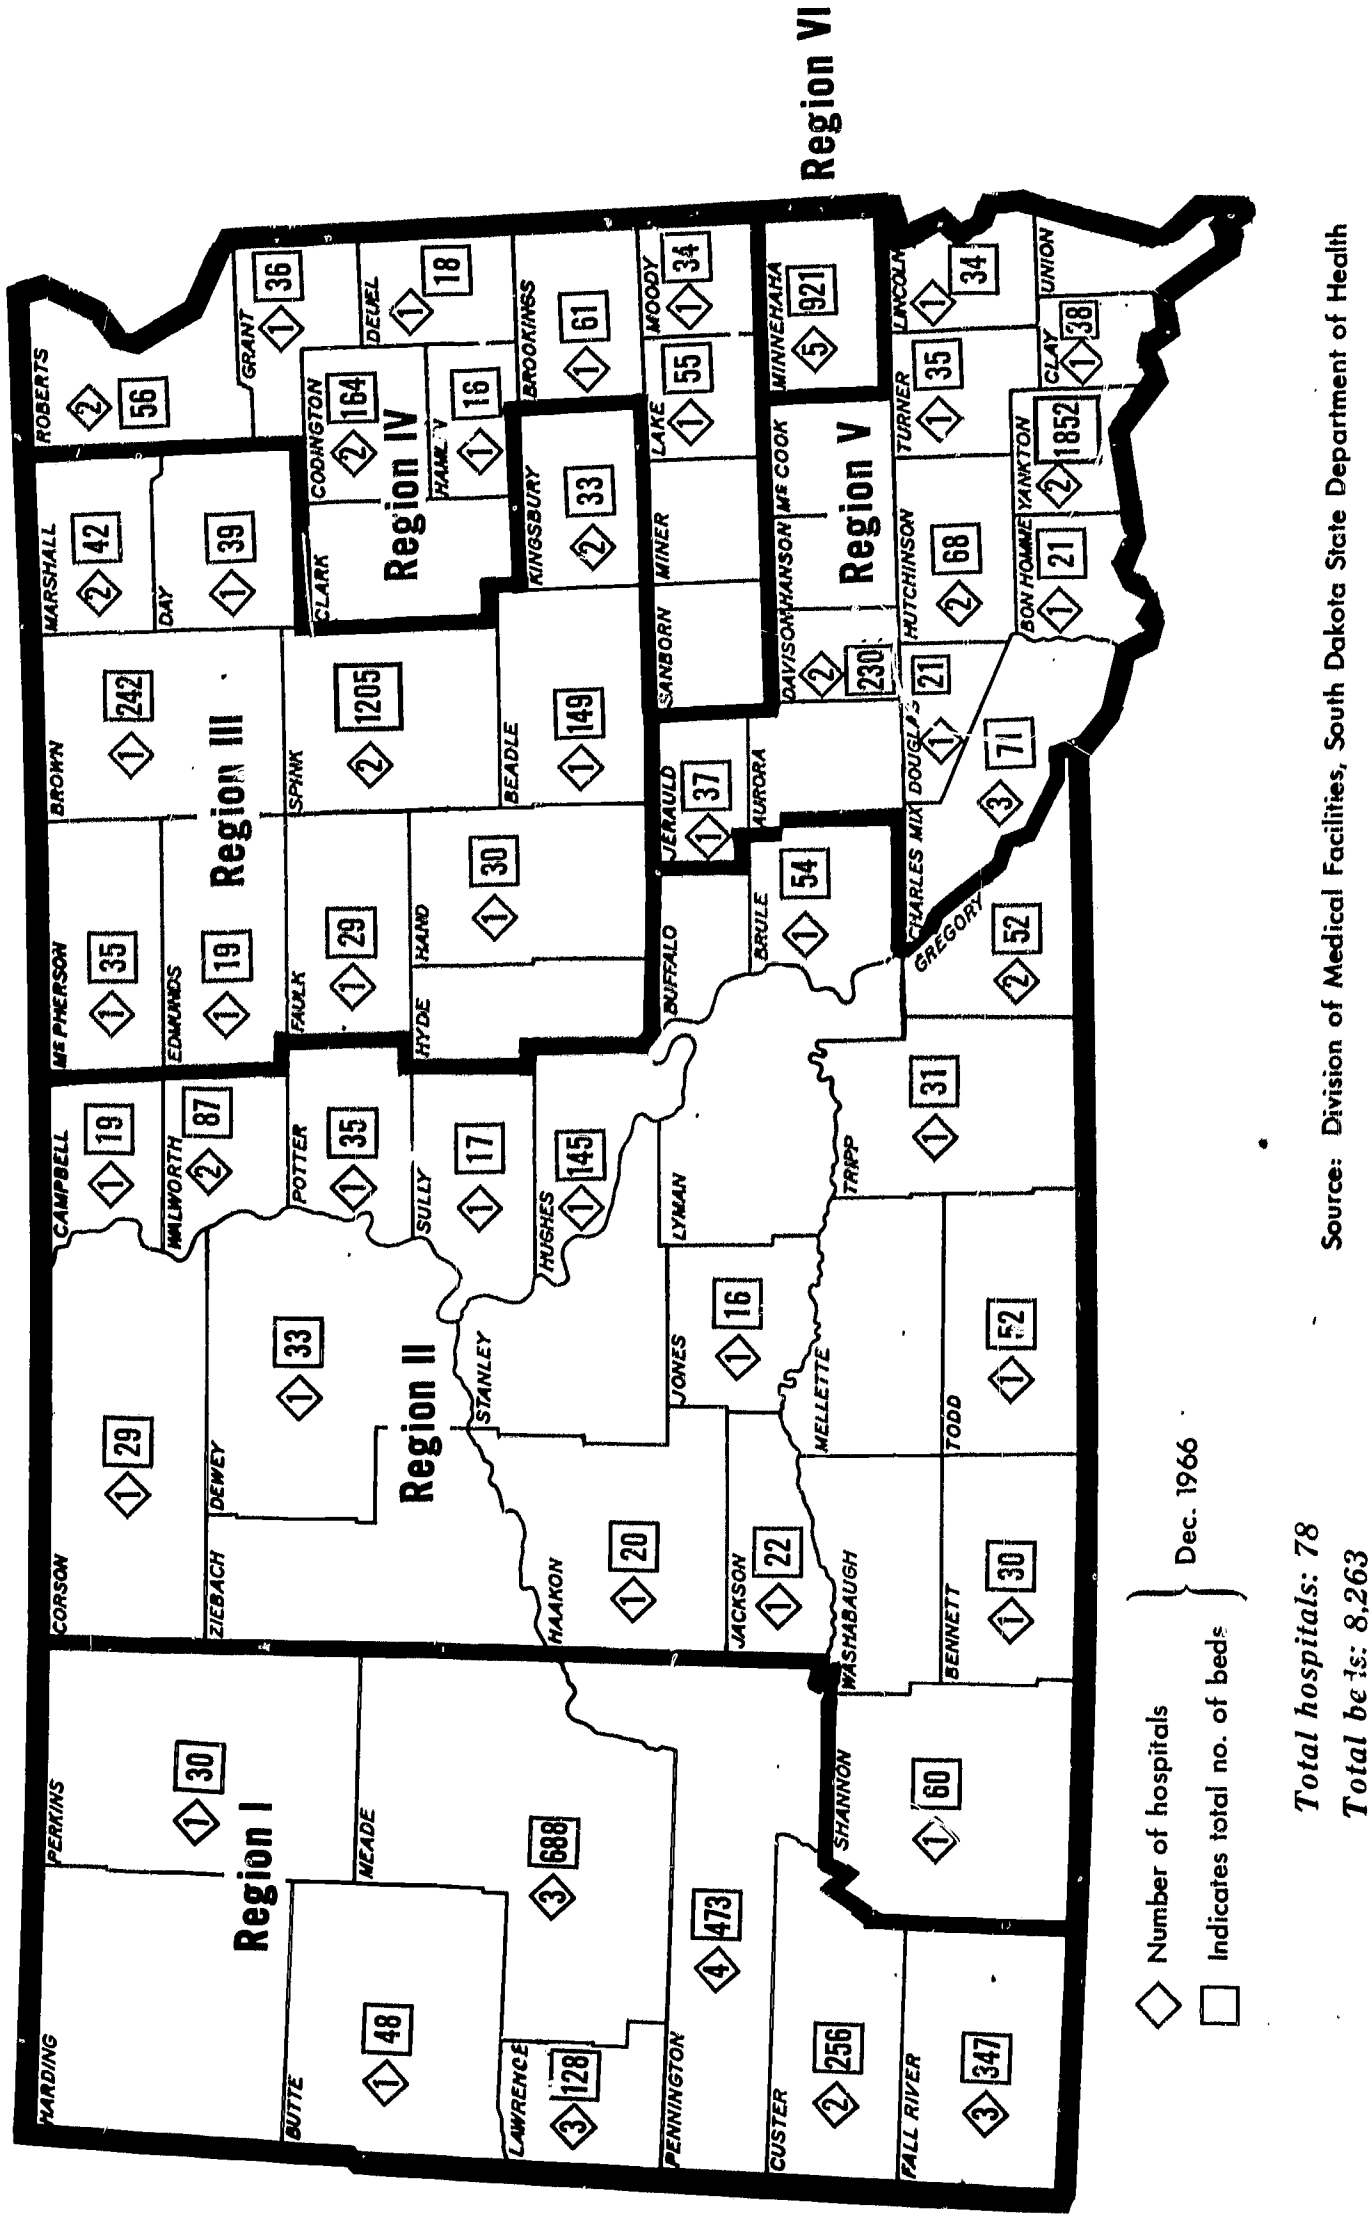 HARDING
PERKINS
1 30
Region I
BUTTE
1 48
MEADE
3 688
LAWRENCE
3 128
PENNINGTON
4 473
CUSTER
2 256
FALL RIVER
3 347
SHANNON
1 60
CORSON
1 29
ZIEBACH
DEWEY
1 33
Region II
CAMPBELL
1 19
WALWORTH
2 87
POTTER
1 35
SULLY
1 17
HUGHES
1 145
STANLEY
HAAKON
1 20
JACKSON
1 22
JONES
1 16
LYMAN
WASHABAUGH
MELLETTE
BENNETT
1 30
TODD
1 52
TRIPP
1 31
GREGORY
2 52
BUFFALO
BRULE
1 54
Mc PHERSON
1 35
EDMUNDS
1 19
BROWN
1 242
Region III
MARSHALL
2 42
DAY
1 39
FAULK
1 29
SPINK
2 1205
HYDE
HAND
1 30
BEADLE
1 149
KINGSBURY
2 33
ROBERTS
2 56
GRANT
1 36
CODINGTON
2 164
DEUEL
1 18
CLARK
Region IV
HAMLIN
1 16
BROOKINGS
1 61
SANBORN
MINER
LAKE
1 55
MOODY
1 34
JERAULD
1 37
AURORA
DAVISON
2 230
HANSON
Mc COOK
Region V
MINNEHAHA
5 921
Region VI
CHARLES MIX
3 71
DOUGLAS
1 21
HUTCHINSON
2 68
TURNER
1 35
LINCOLN
1 34
BON HOMME
1 21
YANKTON
2 1852
CLAY
1 38
UNION
Number of hospitals
Indicates total no. of beds
Dec. 1966
Total hospitals: 78
Total beds: 8,263
Source: Division of Medical Facilities, South Dakota State Department of Health